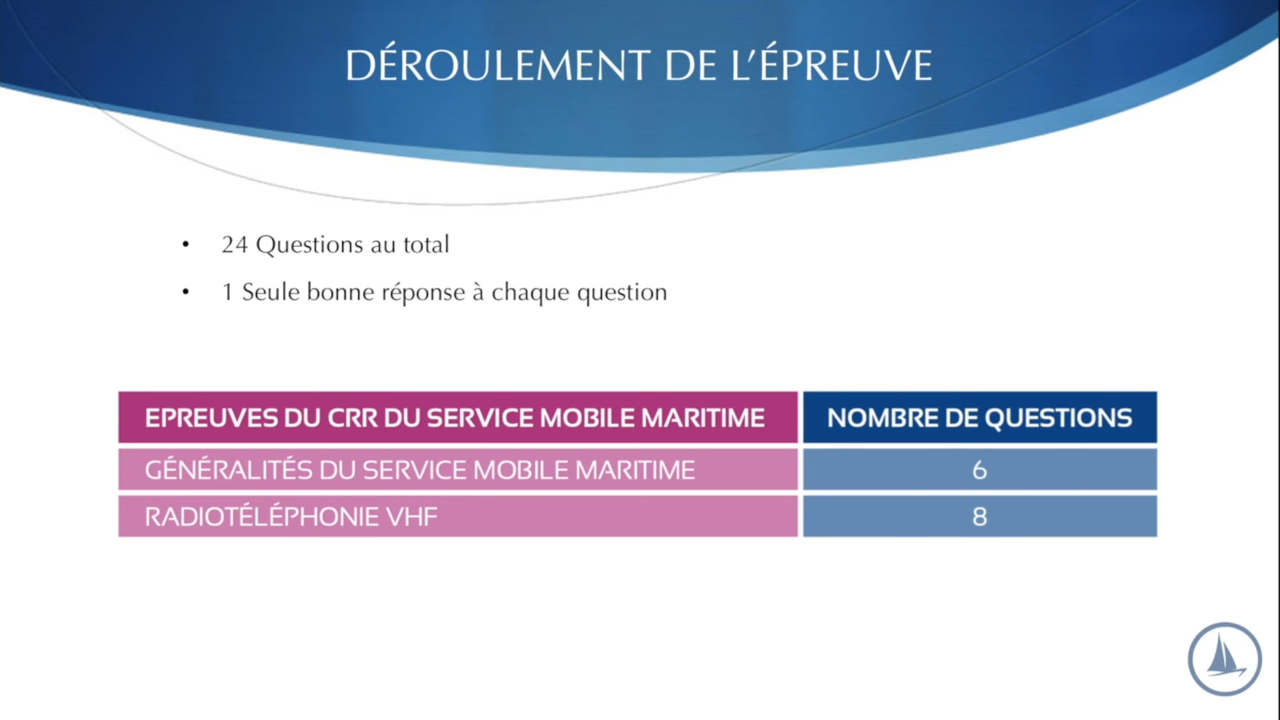 DÉROULEMENT DE L’ÉPREUVE
• 24 Questions au total
• 1 Seule bonne réponse à chaque question
EPREUVES DU CRR DU SERVICE MOBILE MARITIME NOMBRE DE QUESTIONS
GÉNÉRALITÉS DU SERVICE MOBILE MARITIME 6
RADIOTÉLÉPHONIE VHF 8